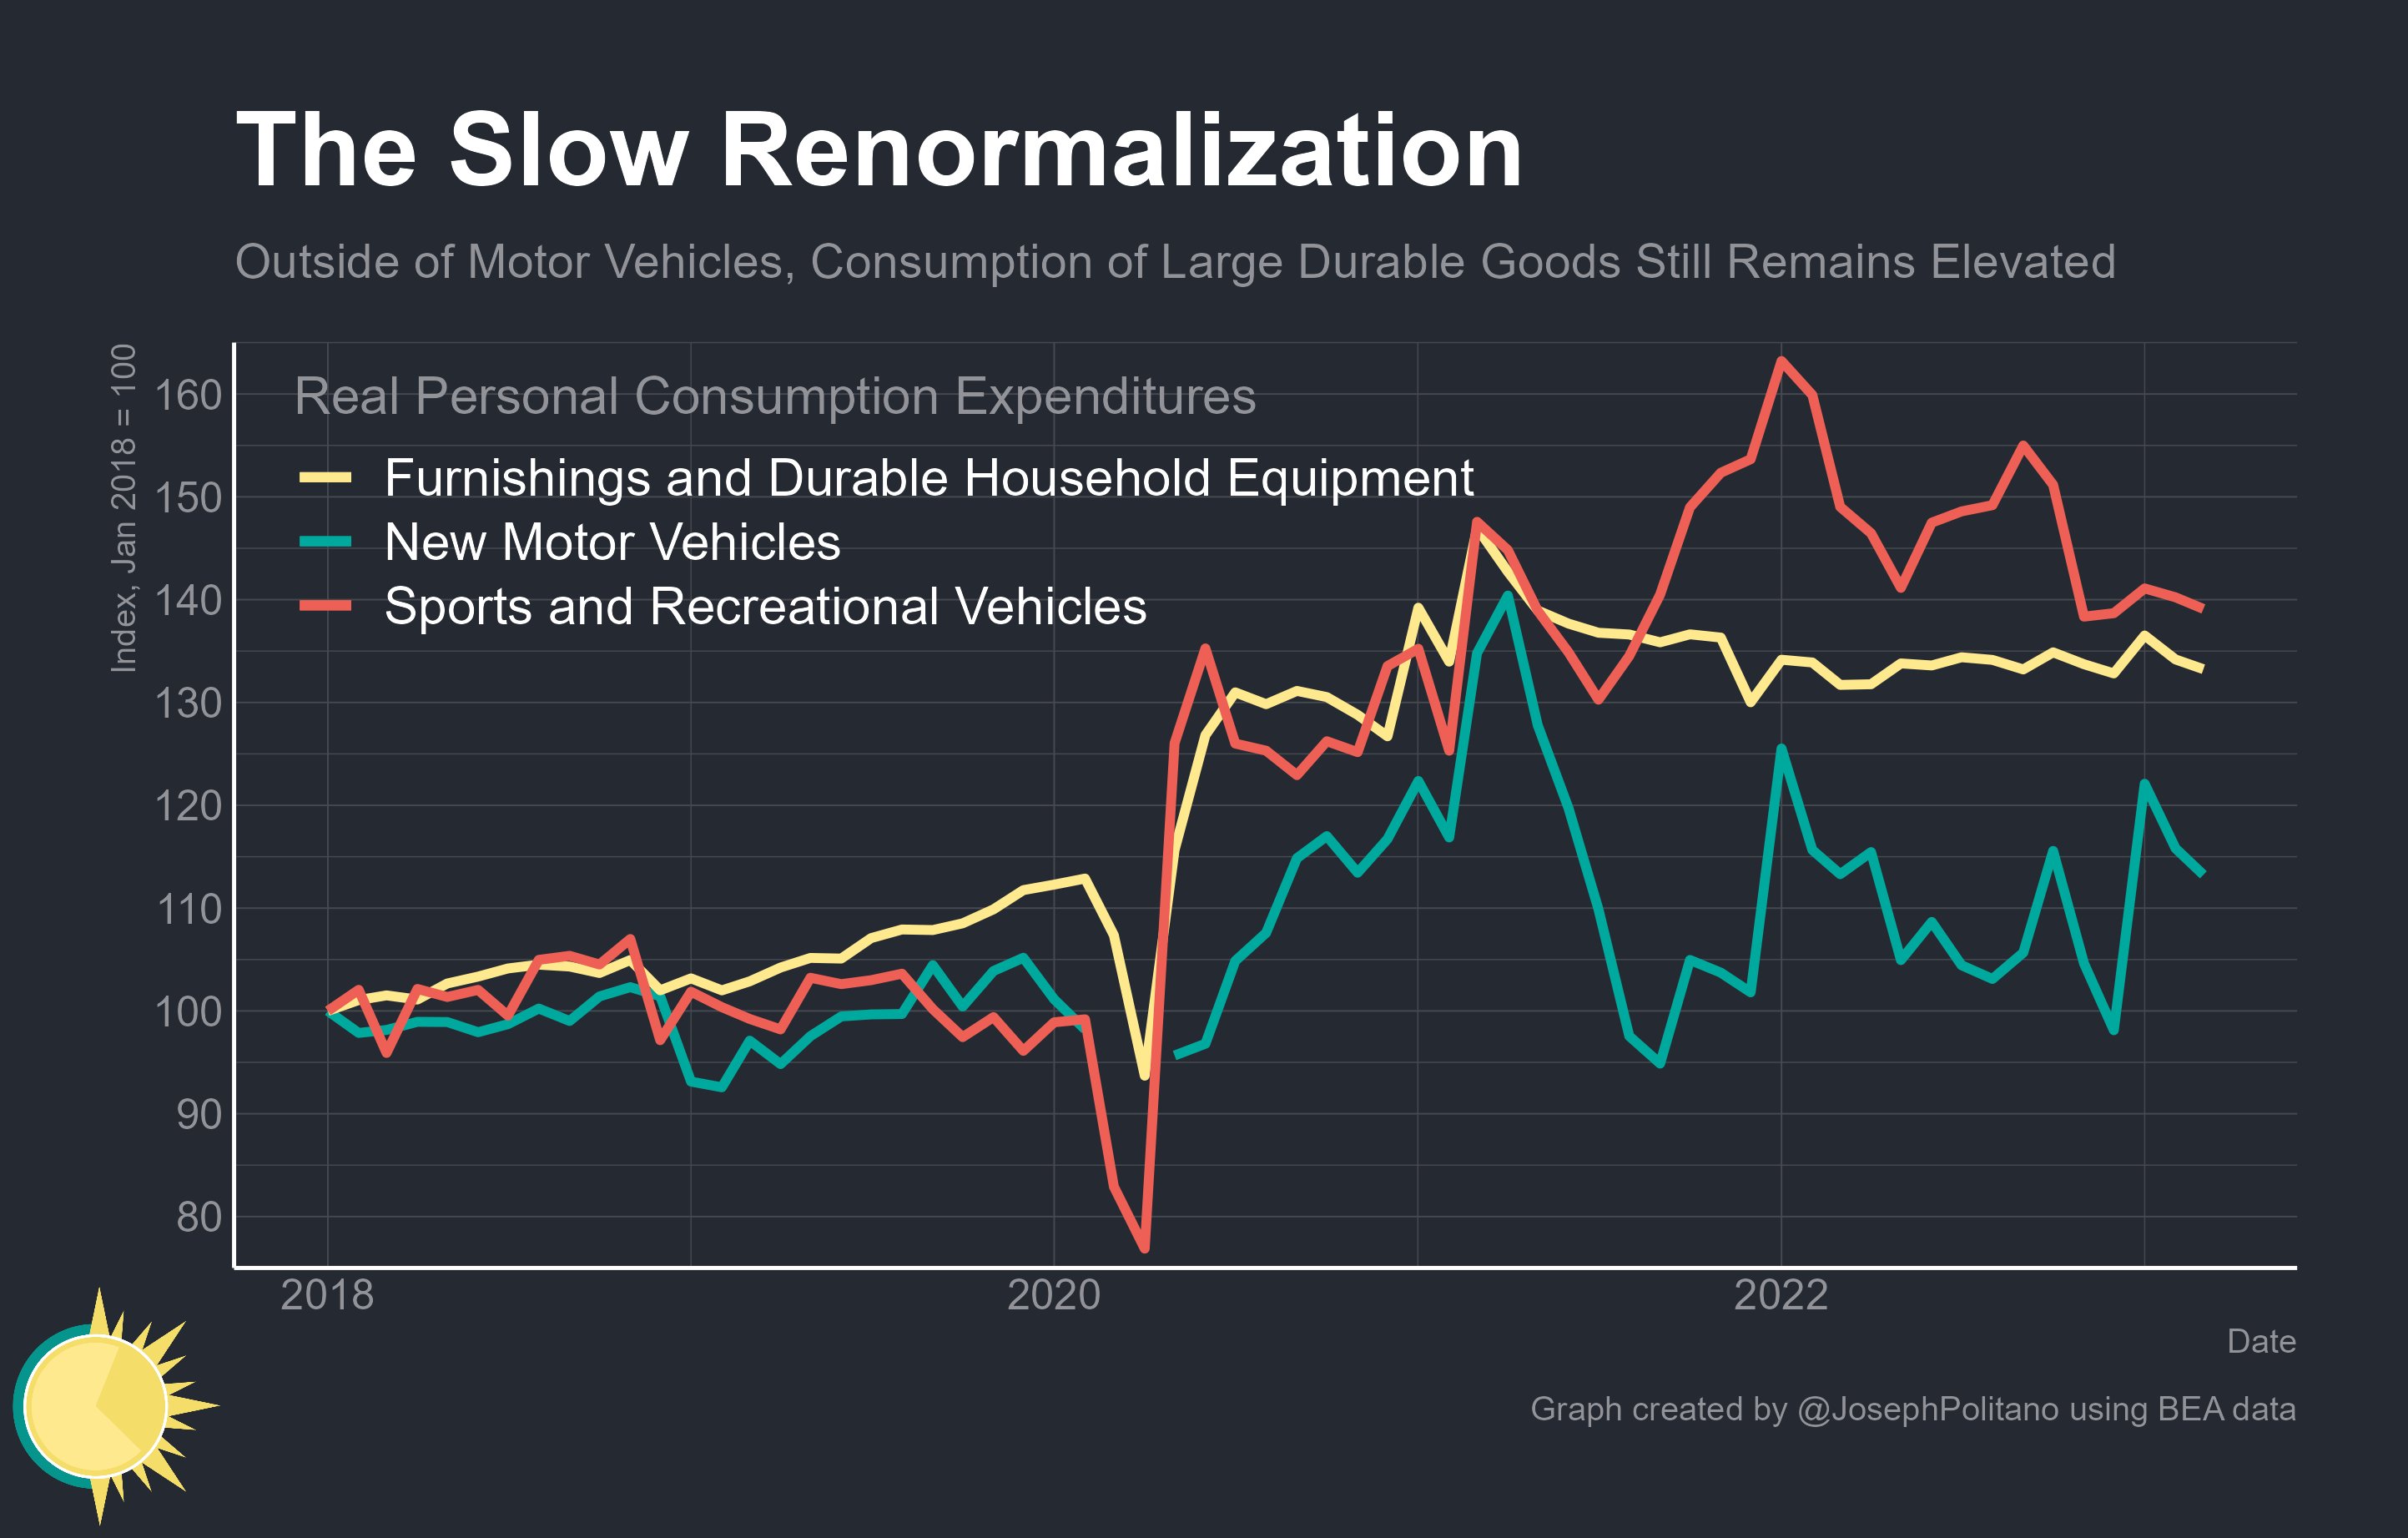 The Slow Renormalization
Outside of Motor Vehicles, Consumption of Large Durable Goods Still Remains Elevated
Index, Jan 2018 = 100
Real Personal Consumption Expenditures
Furnishings and Durable Household Equipment
New Motor Vehicles
Sports and Recreational Vehicles
160
150
140
130
120
110
100
90
80
2018 2020 2022
Date
Graph created by @JosephPolitano using BEA data